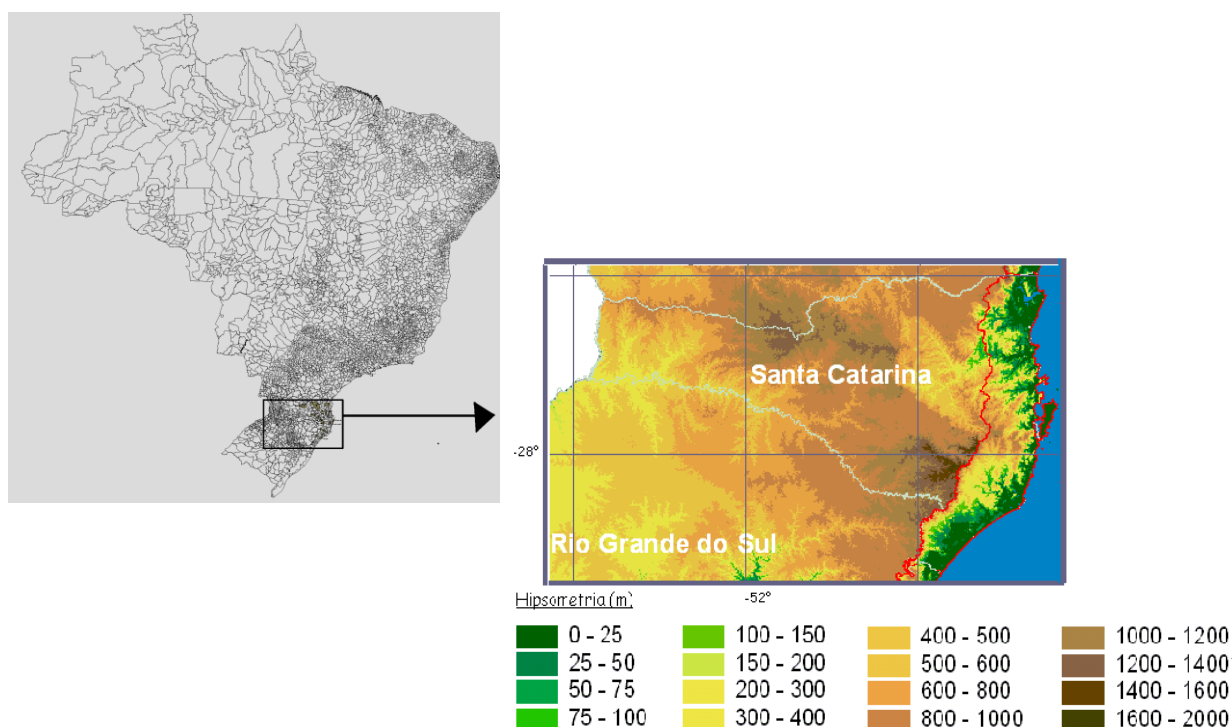 Santa Catarina
-28°
Rio Grande do Sul
Hipsometria (m)
-52°
0 - 25
100 - 150
400 - 500
1000 - 1200
25 - 50
150 - 200
500 - 600
1200 - 1400
50 - 75
200 - 300
600 - 800
1400 - 1600
75 - 100
300 - 400
800 - 1000
1600 - 2000